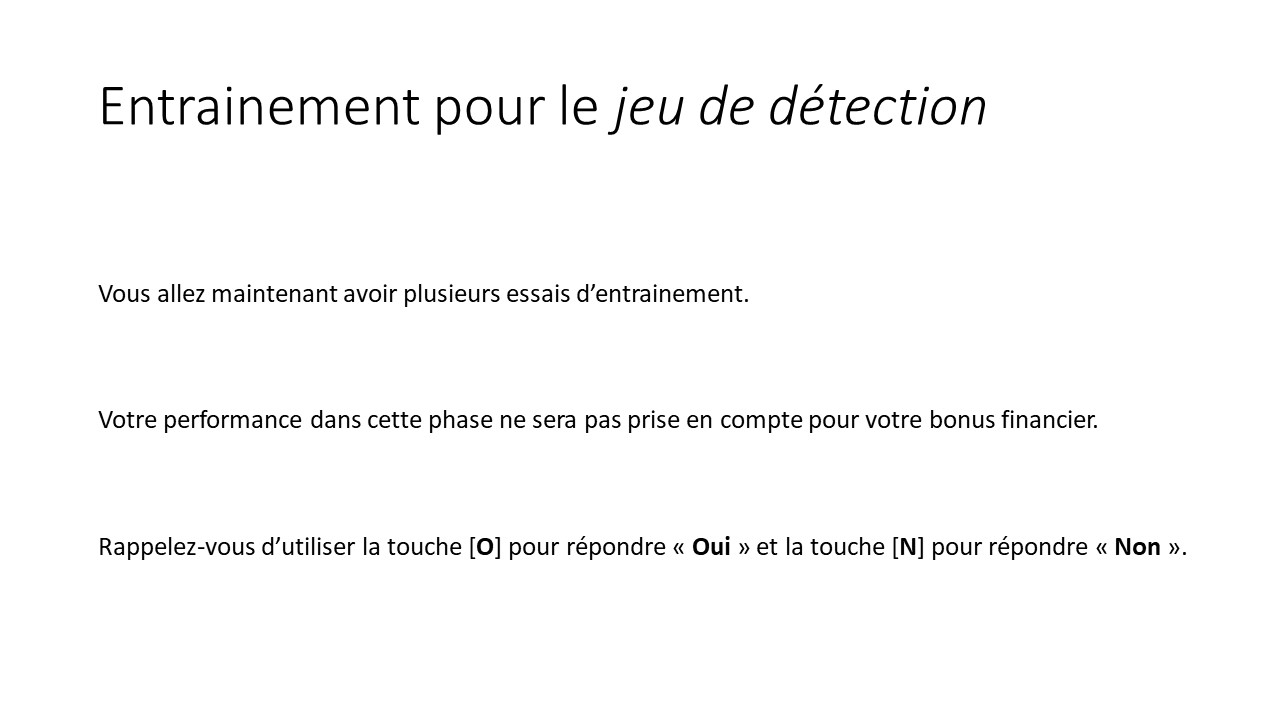 Entrainement pour le jeu de détection
Vous allez maintenant avoir plusieurs essais d’entrainement.
Votre performance dans cette phase ne sera pas prise en compte pour votre bonus financier.
Rappelez-vous d’utiliser la touche [O] pour répondre « Oui » et la touche [N] pour répondre « Non ».